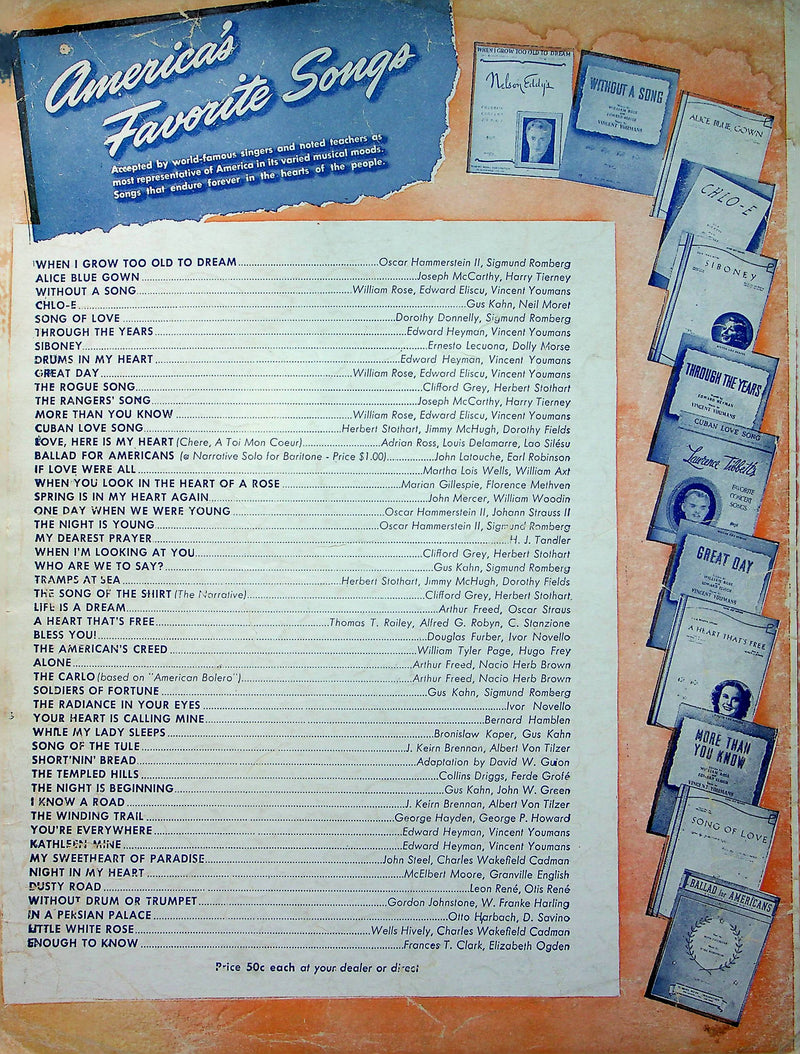 America's
Favorite Songs
Accepted by world-famous singers and noted teachers as
most representative of America in its varied musical moods.
Songs that endure forever in the hearts of the people.
WHEN I GROW TOO OLD TO DREAM
Nelson Eddy's
WITHOUT A SONG
VINCENT YOUMANS
ALICE BLUE GOWN
CHLO-E
SIBONEY
THROUGH THE YEARS
EDWARD HEYMAN
VINCENT YOUMANS
CUBAN LOVE SONG
Lawrence Tibbett's
FAVORITE
CONCERT
SONGS
GREAT DAY
VINCENT YOUMANS
A HEART THAT'S FREE
MORE THAN
YOU KNOW
VINCENT YOUMANS
SONG OF LOVE
BALLAD for AMERICANS
WHEN I GROW TOO OLD TO DREAM Oscar Hammerstein II, Sigmund Romberg
ALICE BLUE GOWN Joseph McCarthy, Harry Tierney
WITHOUT A SONG William Rose, Edward Eliscu, Vincent Youmans
CHLO-E Gus Kahn, Neil Moret
SONG OF LOVE Dorothy Donnelly, Sigmund Romberg
THROUGH THE YEARS Edward Heyman, Vincent Youmans
SIBONEY Ernesto Lecuona, Dolly Morse
DRUMS IN MY HEART Edward Heyman, Vincent Youmans
GREAT DAY William Rose, Edward Eliscu, Vincent Youmans
THE ROGUE SONG Clifford Grey, Herbert Stothart
THE RANGERS' SONG Joseph McCarthy, Harry Tierney
MORE THAN YOU KNOW William Rose, Edward Eliscu, Vincent Youmans
CUBAN LOVE SONG Herbert Stothart, Jimmy McHugh, Dorothy Fields
LOVE, HERE IS MY HEART (Chere, A Toi Mon Coeur) Adrian Ross, Louis Delamarre, Lao Silésu
BALLAD FOR AMERICANS (a Narrative Solo for Baritone - Price $1.00) John Latouche, Earl Robinson
IF LOVE WERE ALL Martha Lois Wells, William Axt
WHEN YOU LOOK IN THE HEART OF A ROSE Marian Gillespie, Florence Methven
SPRING IS IN MY HEART AGAIN John Mercer, William Woodin
ONE DAY WHEN WE WERE YOUNG Oscar Hammerstein II, Johann Strauss II
THE NIGHT IS YOUNG Oscar Hammerstein II, Sigmund Romberg
MY DEAREST PRAYER H. J. Tandler
WHEN I'M LOOKING AT YOU Clifford Grey, Herbert Stothart
WHO ARE WE TO SAY? Gus Kahn, Sigmund Romberg
TRAMPS AT SEA Herbert Stothart, Jimmy McHugh, Dorothy Fields
THE SONG OF THE SHIRT (The Narrative) Clifford Grey, Herbert Stothart
LIFE IS A DREAM Arthur Freed, Oscar Straus
A HEART THAT'S FREE Thomas T. Railey, Alfred G. Robyn, C. Stanzione
BLESS YOU! Douglas Furber, Ivor Novello
THE AMERICAN'S CREED William Tyler Page, Hugo Frey
ALONE Arthur Freed, Nacio Herb Brown
THE CARLO (based on "American Bolero") Arthur Freed, Nacio Herb Brown
SOLDIERS OF FORTUNE Gus Kahn, Sigmund Romberg
THE RADIANCE IN YOUR EYES Ivor Novello
YOUR HEART IS CALLING MINE Bernard Hamblen
WHILE MY LADY SLEEPS Bronislaw Kaper, Gus Kahn
SONG OF THE TULE J. Keirn Brennan, Albert Von Tilzer
SHORT'NIN' BREAD Adaptation by David W. Guion
THE TEMPLED HILLS Collins Driggs, Ferde Grofé
THE NIGHT IS BEGINNING Gus Kahn, John W. Green
I KNOW A ROAD J. Keirn Brennan, Albert Von Tilzer
THE WINDING TRAIL George Hayden, George P. Howard
YOU'RE EVERYWHERE Edward Heyman, Vincent Youmans
KATHLEEN MINE Edward Heyman, Vincent Youmans
MY SWEETHEART OF PARADISE John Steel, Charles Wakefield Cadman
NIGHT IN MY HEART McElbert Moore, Granville English
DUSTY ROAD Leon René, Otis René
WITHOUT DRUM OR TRUMPET Gordon Johnstone, W. Franke Harling
IN A PERSIAN PALACE Otto Harbach, D. Savino
LITTLE WHITE ROSE Wells Hively, Charles Wakefield Cadman
ENOUGH TO KNOW Frances T. Clark, Elizabeth Ogden
Price 50c each at your dealer or direct